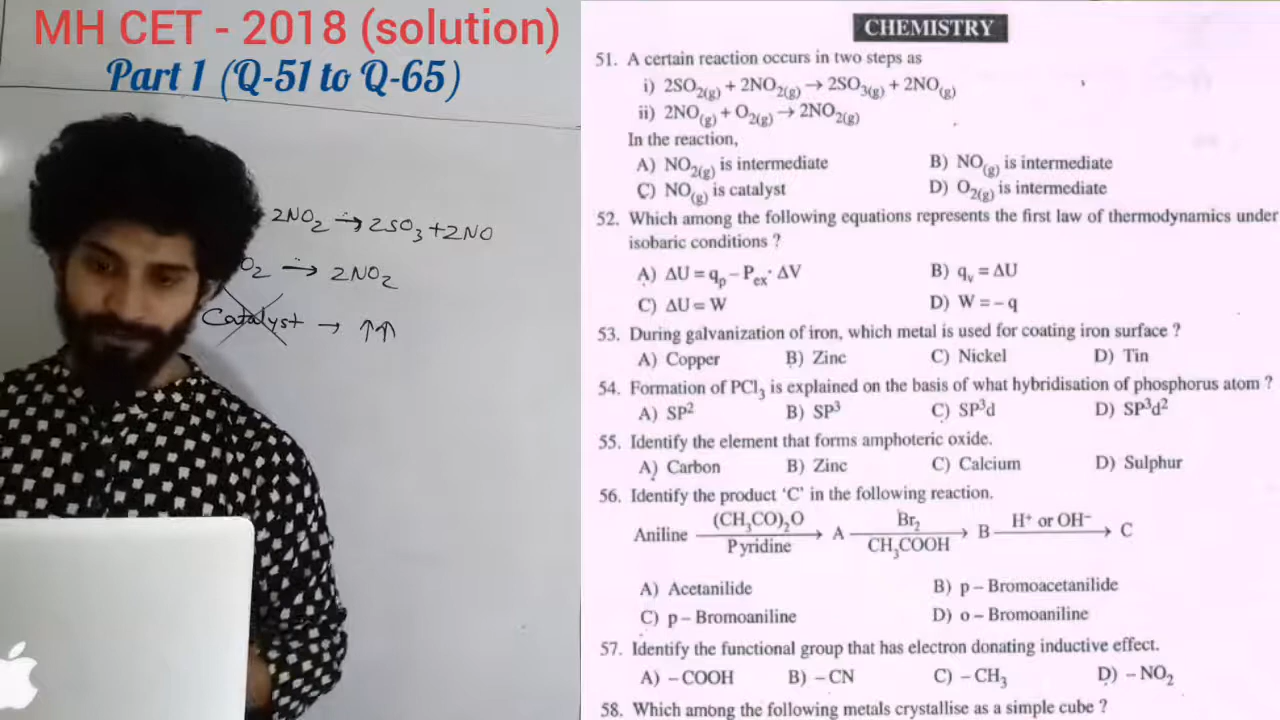 MH CET - 2018 (solution)
Part 1 (Q-51 to Q-65)
2NO₂ → 2SO₃ + 2NO
O₂ → 2NO₂
Catalyst → ↑↑
CHEMISTRY
51. A certain reaction occurs in two steps as
i) 2SO₂(g) + 2NO₂(g) → 2SO₃(g) + 2NO(g)
ii) 2NO(g) + O₂(g) → 2NO₂(g)
In the reaction,
A) NO₂(g) is intermediate B) NO(g) is intermediate
C) NO(g) is catalyst D) O₂(g) is intermediate
52. Which among the following equations represents the first law of thermodynamics under
isobaric conditions ?
A) ΔU = qₚ – Pₑₓ· ΔV B) qᵥ = ΔU
C) ΔU = W D) W = – q
53. During galvanization of iron, which metal is used for coating iron surface ?
A) Copper B) Zinc C) Nickel D) Tin
54. Formation of PCl₃ is explained on the basis of what hybridisation of phosphorus atom ?
A) SP² B) SP³ C) SP³d D) SP³d²
55. Identify the element that forms amphoteric oxide.
A) Carbon B) Zinc C) Calcium D) Sulphur
56. Identify the product 'C' in the following reaction.
(CH₃CO)₂O Br₂ H⁺ or OH⁻
Aniline → A → B → C
Pyridine CH₃COOH
A) Acetanilide B) p – Bromoacetanilide
C) p – Bromoaniline D) o – Bromoaniline
57. Identify the functional group that has electron donating inductive effect.
A) – COOH B) – CN C) – CH₃ D) – NO₂
58. Which among the following metals crystallise as a simple cube ?